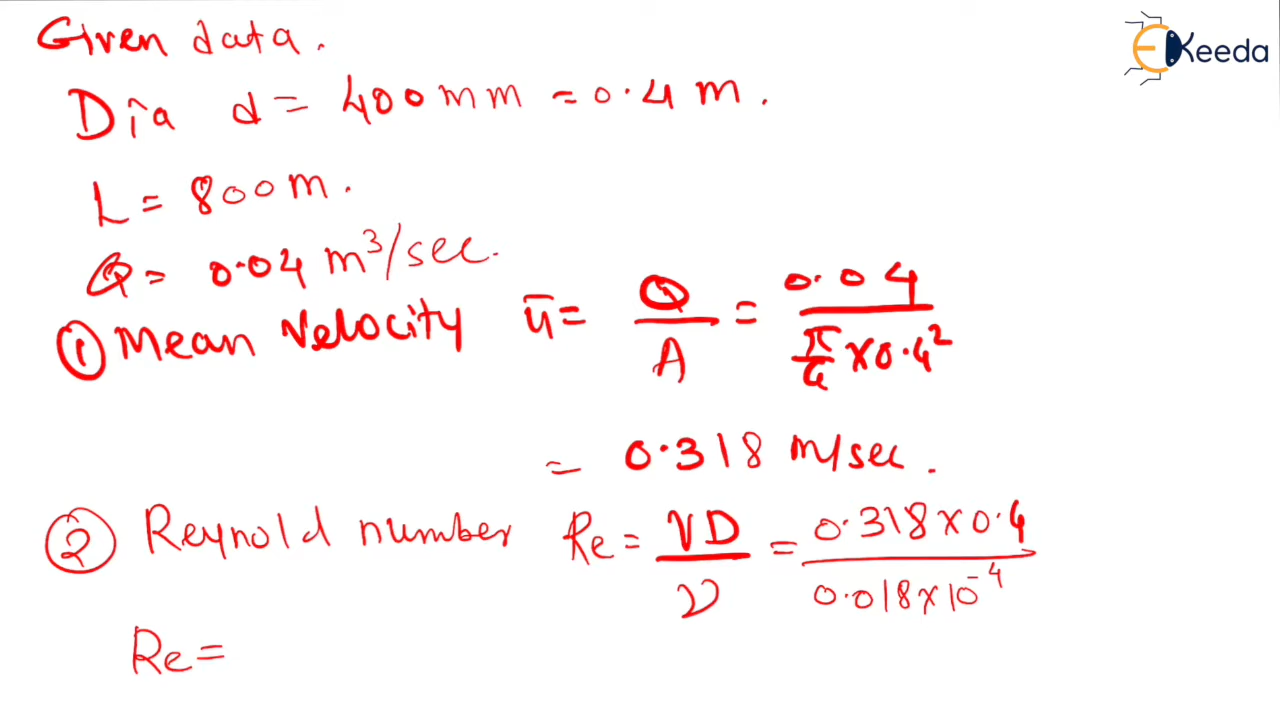 Given data.
EKeeda
Dia d = 400 mm = 0.4 m.
L = 800 m.
Q = 0.04 m³/sec.
① Mean Velocity ū = Q/A = 0.04/(π/4 × 0.4²)
= 0.318 m/sec.
② Reynold number Re = VD/ν = 0.318 × 0.4/0.018 × 10⁻⁴
Re =